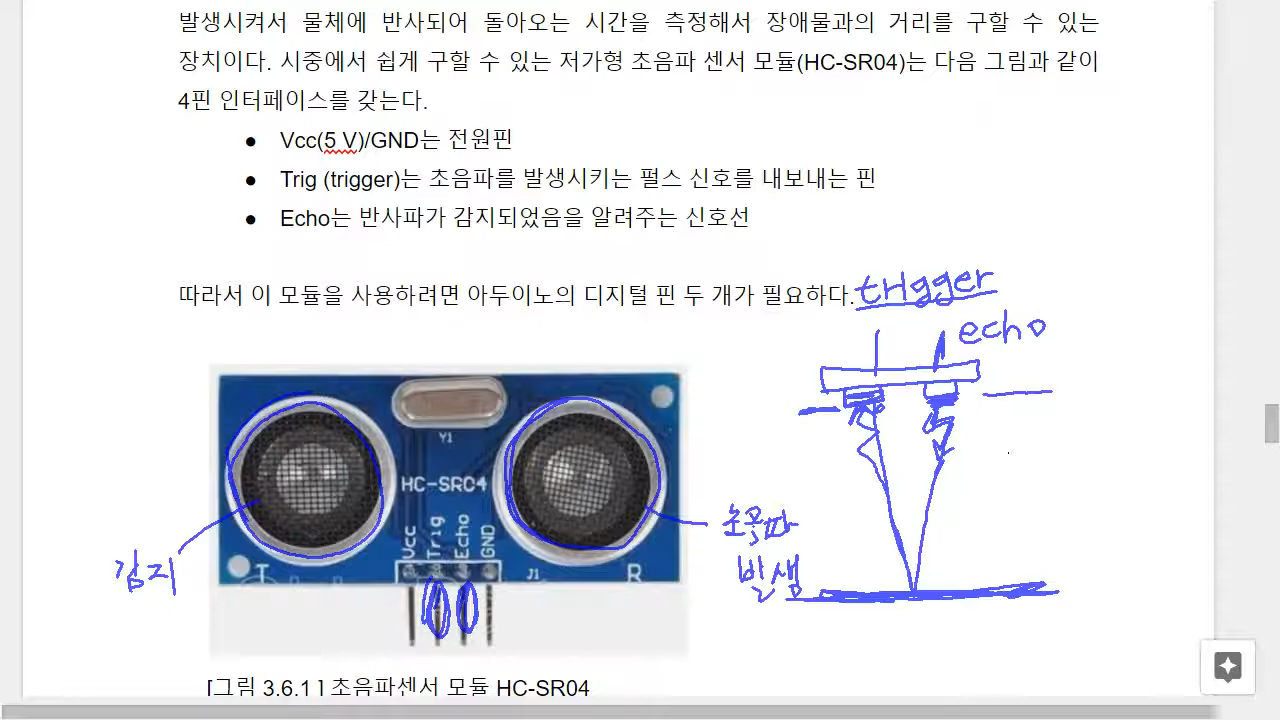 발생시켜서 물체에 반사되어 돌아오는 시간을 측정해서 장애물과의 거리를 구할 수 있는
장치이다. 시중에서 쉽게 구할 수 있는 저가형 초음파 센서 모듈(HC-SR04)는 다음 그림과 같이
4핀 인터페이스를 갖는다.
● Vcc(5 V)/GND는 전원핀
● Trig (trigger)는 초음파를 발생시키는 펄스 신호를 내보내는 핀
● Echo는 반사파가 감지되었음을 알려주는 신호선
따라서 이 모듈을 사용하려면 아두이노의 디지털 핀 두 개가 필요하다.
trigger
echo
Y1
HC-SR04
Vcc
Trig
Echo
GND
T
J1
R
감지
발생
[그림 3.6.1 ] 초음파센서 모듈 HC-SR04